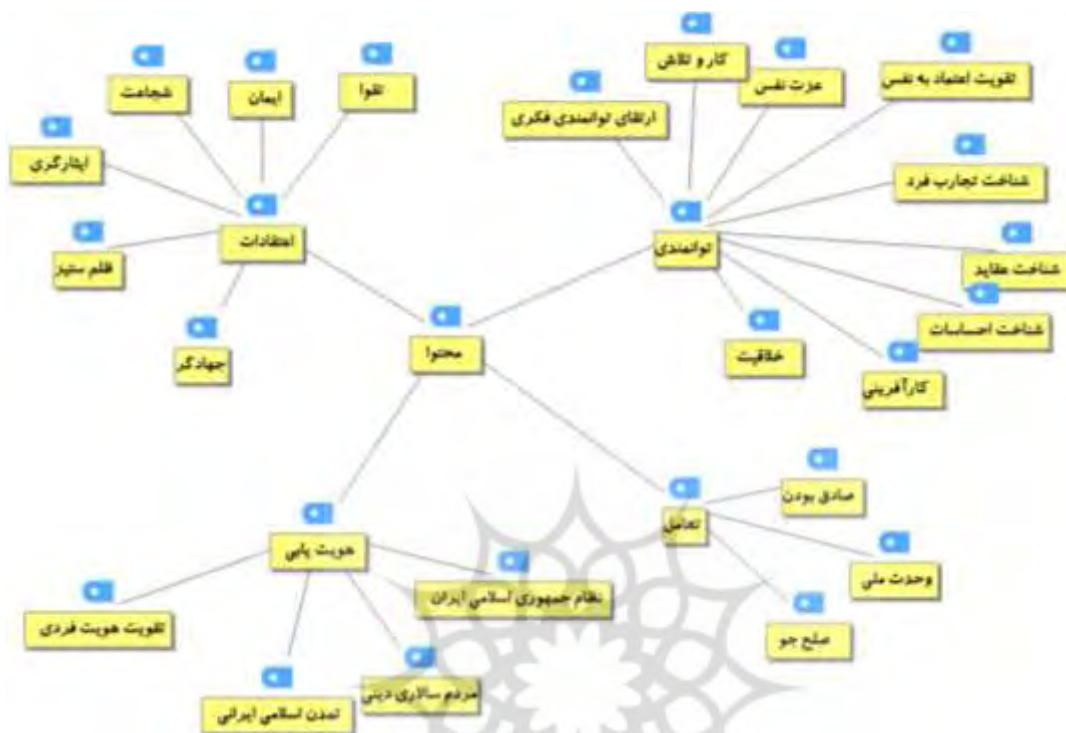 کار و تلاش
تقویت اعتماد به نفس
عزت نفس
ارتقای توانمندی فکری
شناخت تجارب فرد
توانمندی
شناخت عقاید
شناخت احساسات
کارآفرینی
خلاقیت
تقوا
ایمان
شجاعت
ایثارگری
اعتقادات
ظلم ستیز
جهادگر
محتوا
تعامل
صادق بودن
وحدت ملی
صلح جو
هویت یابی
نظام جمهوری اسلامی ایران
تقویت هویت فردی
مردم سالاری دینی
تمدن اسلامی ایرانی